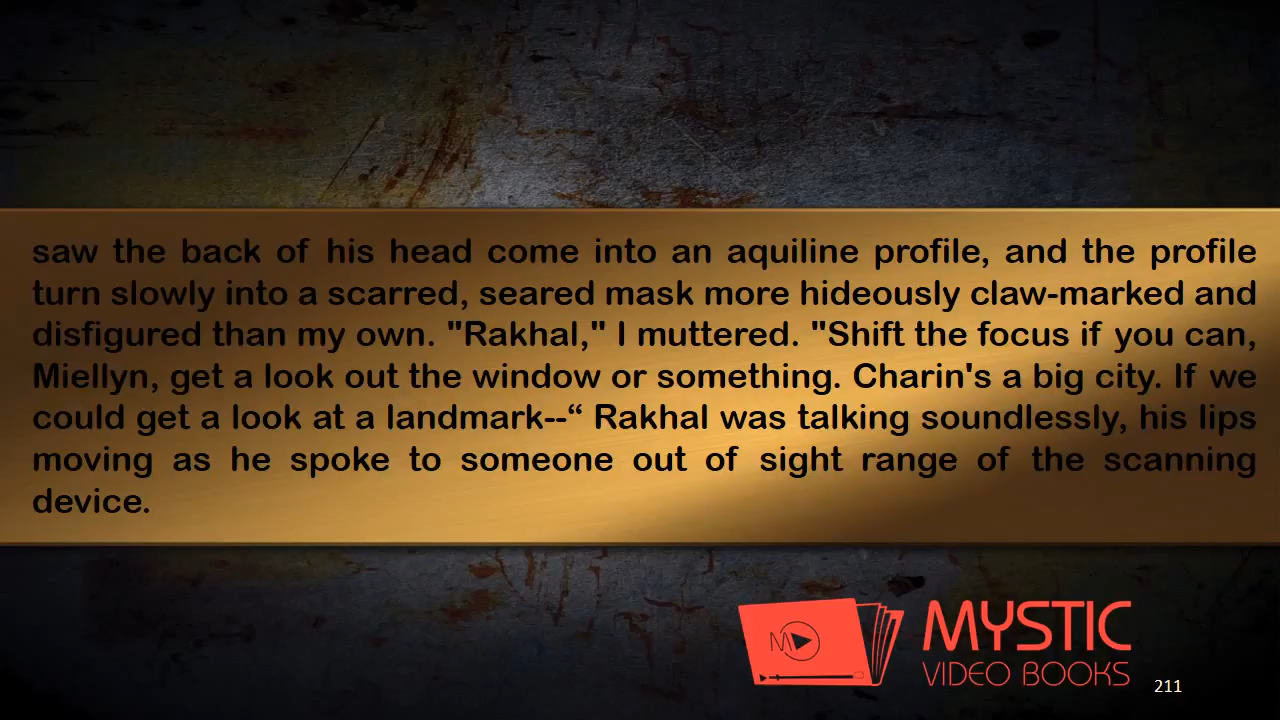 saw the back of his head come into an aquiline profile, and the profile
turn slowly into a scarred, seared mask more hideously claw-marked and
disfigured than my own. "Rakhal," I muttered. "Shift the focus if you can,
Miellyn, get a look out the window or something. Charin's a big city. If we
could get a look at a landmark--“ Rakhal was talking soundlessly, his lips
moving as he spoke to someone out of sight range of the scanning
device.
M
MYSTIC
VIDEO BOOKS
211